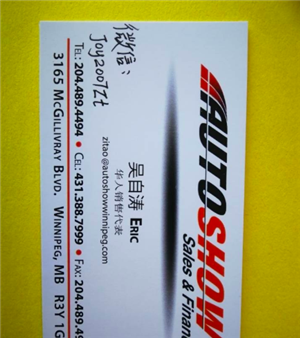 AUTOSHOW
Sales & Finan
吴自涛 ERIC
华人销售代表
zitao@autoshowwinnipeg.com
微信:
Joy2007Zt
TEL: 204.489.4494 • CEL: 431.388.7999 • FAX: 204.489.49
3165 MCGILLIVRAY BLVD. WINNIPEG, MB R3Y 1G